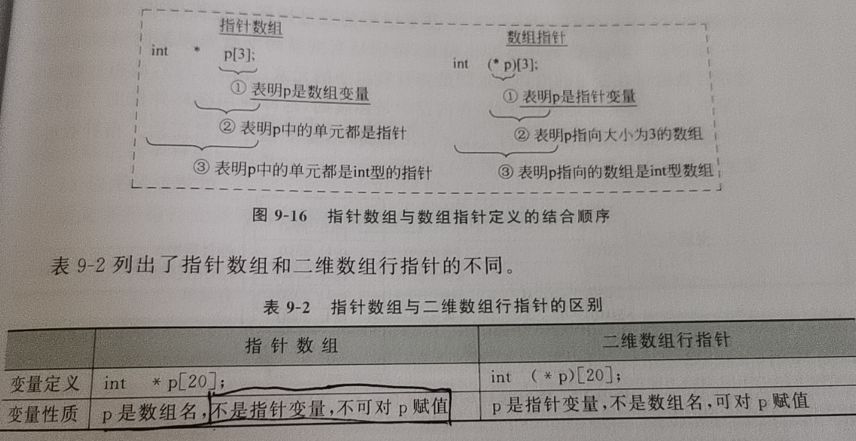 指针数组
int * p[3];
① 表明p是数组变量
② 表明p中的单元都是指针
③ 表明p中的单元都是int型的指针
数组指针
int (* p)[3];
① 表明p是指针变量
② 表明p指向大小为3的数组
③ 表明p指向的数组是int型数组
图 9-16 指针数组与数组指针定义的结合顺序
表 9-2 列出了指针数组和二维数组行指针的不同。
表 9-2 指针数组与二维数组行指针的区别
指 针 数 组 二维数组行指针
变量定义 int * p[20]; int ( * p)[20];
变量性质 p 是数组名,不是指针变量,不可对 p 赋值 p 是指针变量,不是数组名,可对 p 赋值